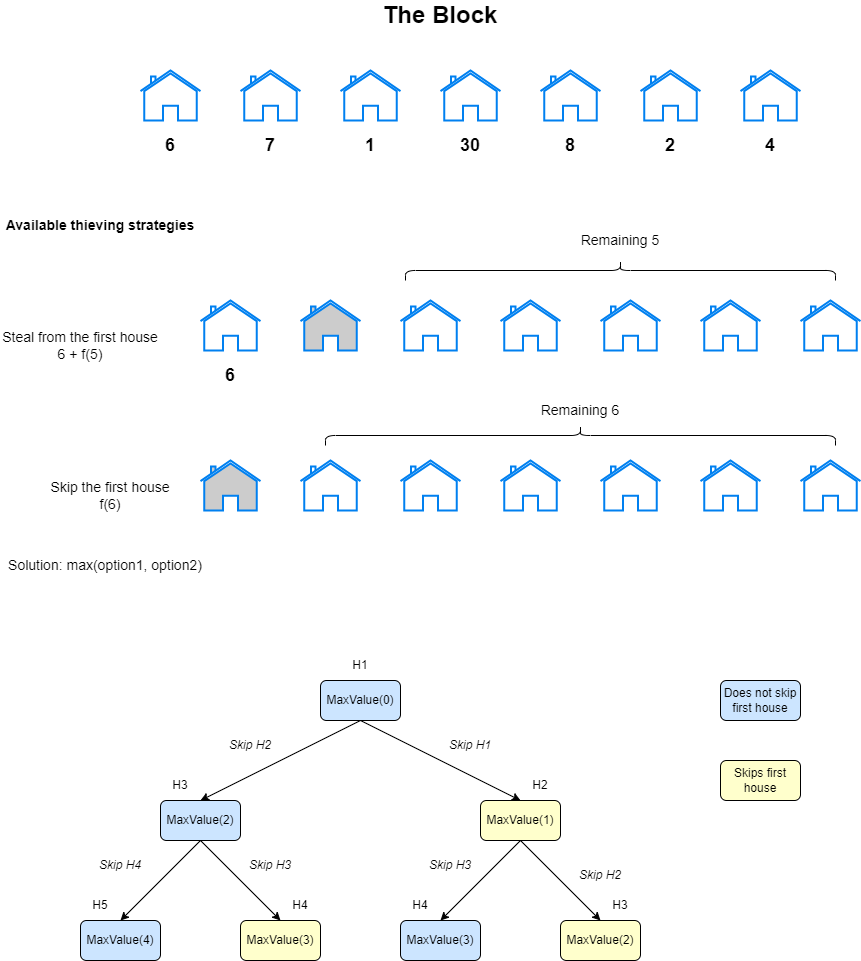 The Block
6 7 1 30 8 2 4
Available thieving strategies
Remaining 5
Steal from the first house
6 + f(5)
6
Remaining 6
Skip the first house
f(6)
Solution: max(option1, option2)
H1
MaxValue(0)
Does not skip
first house
Skip H2
Skip H1
Skips first
house
H3
H2
MaxValue(2)
MaxValue(1)
Skip H4
Skip H3
Skip H3
Skip H2
H5
H4
H4
H3
MaxValue(4)
MaxValue(3)
MaxValue(3)
MaxValue(2)